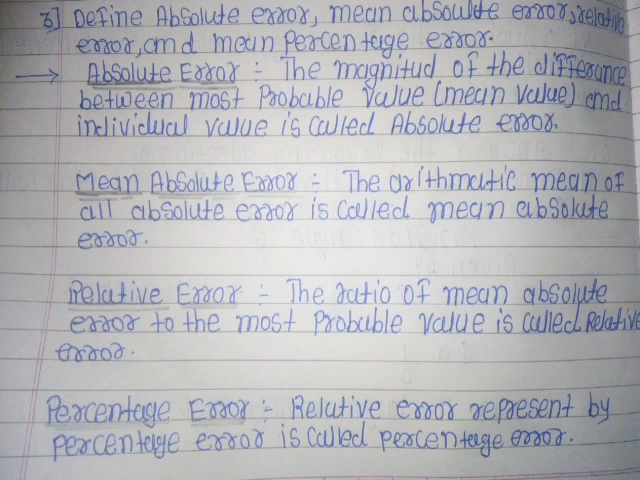 3] Define Absolute error, mean absoulte error, relative
error, and mean percentage error.
→ Absolute Error :- The magnitud of the difference
between most Probable value (mean value) and
individual value is called Absolute error.
Mean Absolute Error :- The arithmatic mean of
all absolute error is called mean absolute
error.
Relative Error :- The ratio of mean absolute
error to the most Probable value is called Relative
error.
Percentage Error :- Relative error represent by
percentage error is called percentage error.